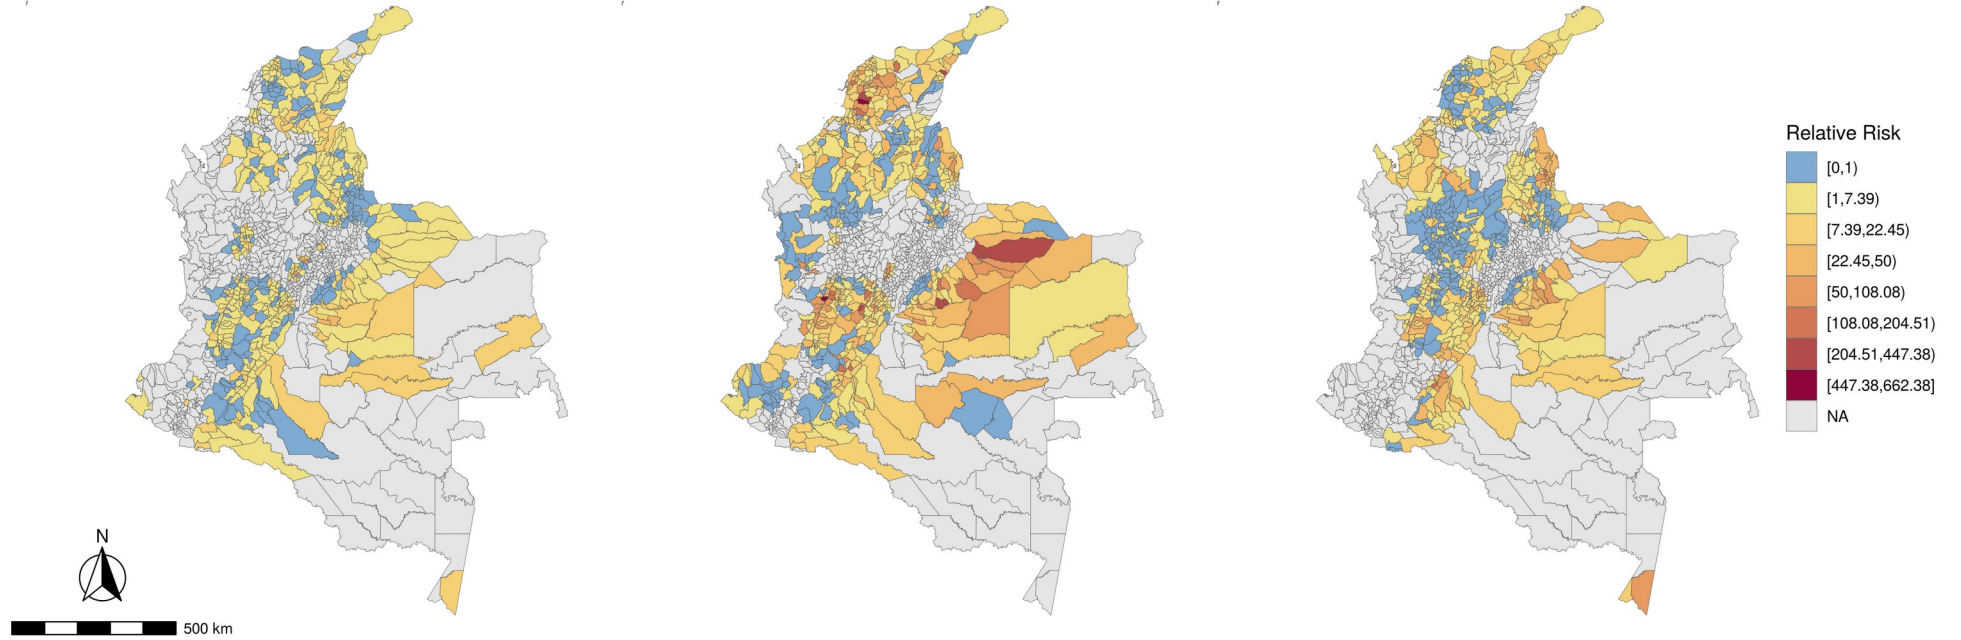 Relative Risk
[0,1)
[1,7.39)
[7.39,22.45)
[22.45,50)
[50,108.08)
[108.08,204.51)
[204.51,447.38)
[447.38,662.38]
NA
N
500 km